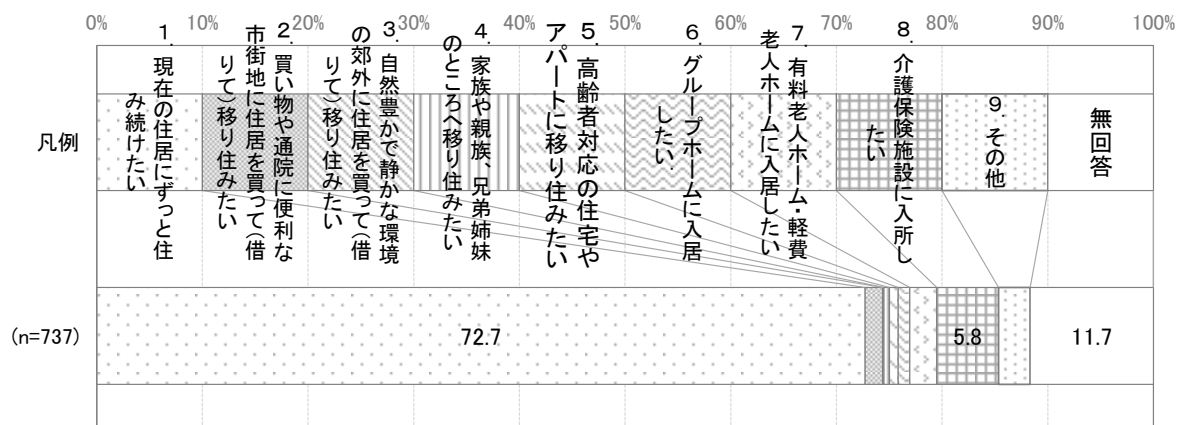 0% 10% 20% 30% 40% 50% 60% 70% 80% 90% 100%
凡例
1．現在の住居にずっと住
み続けたい
2．買い物や通院に便利な
市街地に住居を買って（借
りて）移り住みたい
3．自然豊かで静かな環境
の郊外に住居を買って（借
りて）移り住みたい
4．家族や親族、兄弟姉妹
のところへ移り住みたい
5．高齢者対応の住宅や
アパートに移り住みたい
6．グループホームに入居
したい
7．有料老人ホーム・軽費
老人ホームに入居したい
8．介護保険施設に入所し
たい
9．その他
無回答
(n=737)
72.7
5.8
11.7